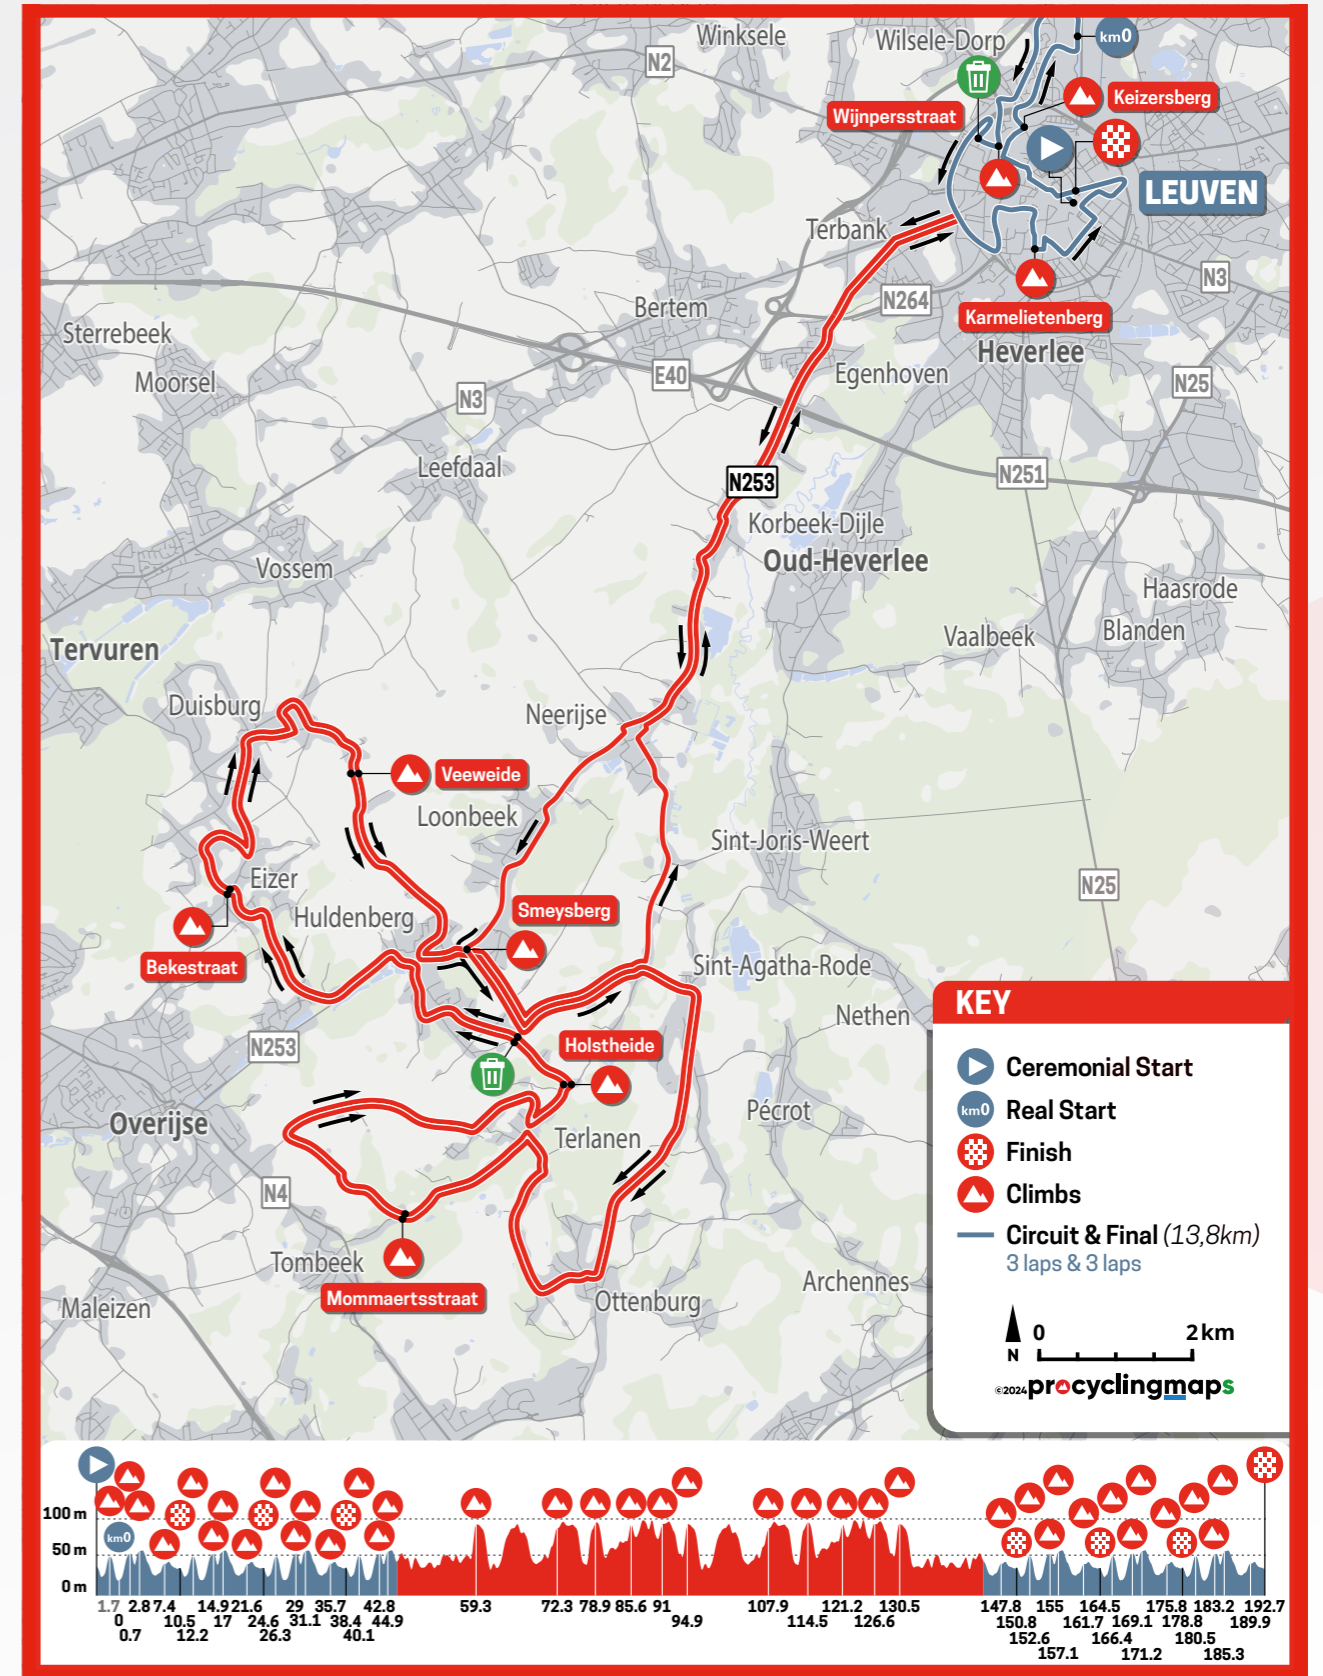 Winksele
Wilsele-Dorp
km0
N2
Keizersberg
Wijnpersstraat
LEUVEN
Terbank
N3
N264
Bertem
Karmelietenberg
Sterrebeek
Heverlee
Moorsel
E40
Egenhoven
N25
N3
Leefdaal
N251
N253
Korbeek-Dijle
Oud-Heverlee
Vossem
Haasrode
Tervuren
Vaalbeek
Blanden
Duisburg
Neerijse
Veeweide
Loonbeek
Sint-Joris-Weert
Eizer
N25
Huldenberg
Smeysberg
Bekestraat
Sint-Agatha-Rode
Nethen
N253
Holstheide
Overijse
Pécrot
Terlanen
N4
Tombeek
Mommaertsstraat
Archennes
Maleizen
Ottenburg
KEY
Ceremonial Start
km0 Real Start
Finish
Climbs
Circuit & Final (13,8km)
3 laps & 3 laps
0 2 km
N
©2024 procyclingmaps
100 m
km0
50 m
0 m
1.7 2.8 7.4 14.9 21.6 29 35.7 42.8 59.3 72.3 78.9 85.6 91 107.9 121.2 130.5 147.8 155 164.5 175.8 183.2 192.7
0 10.5 17 24.6 31.1 38.4 44.9 94.9 114.5 126.6 150.8 161.7 169.1 178.8 189.9
0.7 12.2 26.3 40.1 152.6 166.4 180.5
157.1 171.2 185.3